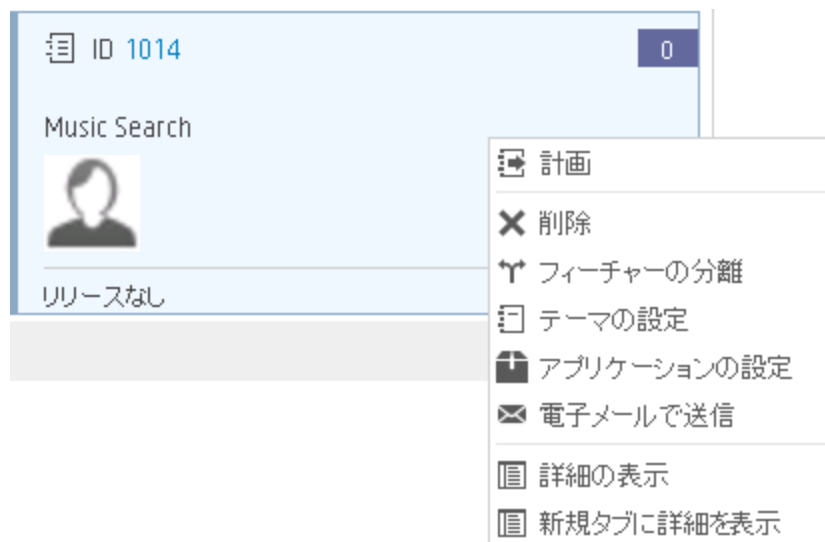 ID 1014
0
Music Search
リリースなし
計画
削除
フィーチャーの分離
テーマの設定
アプリケーションの設定
電子メールで送信
詳細の表示
新規タブに詳細を表示